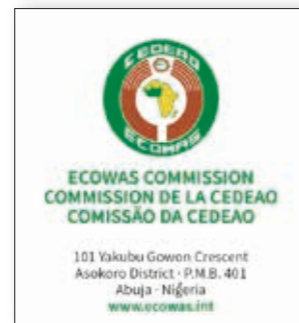 CEDEAO
ECOWAS
ECOWAS COMMISSION
COMMISSION DE LA CEDEAO
COMISSÃO DA CEDEAO
101 Yakubu Gowon Crescent
Asokoro District · P.M.B. 401
Abuja · Nigeria
www.ecowas.int